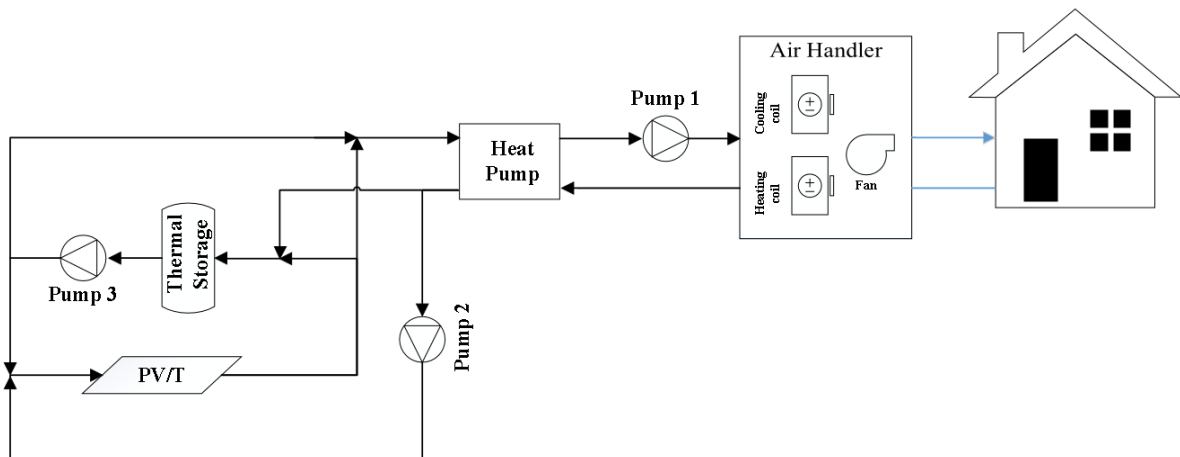 Air Handler
Pump 1
Cooling
coil
Heat
Pump
Heating
coil
Fan
Thermal
Storage
Pump 3
Pump 2
PV/T